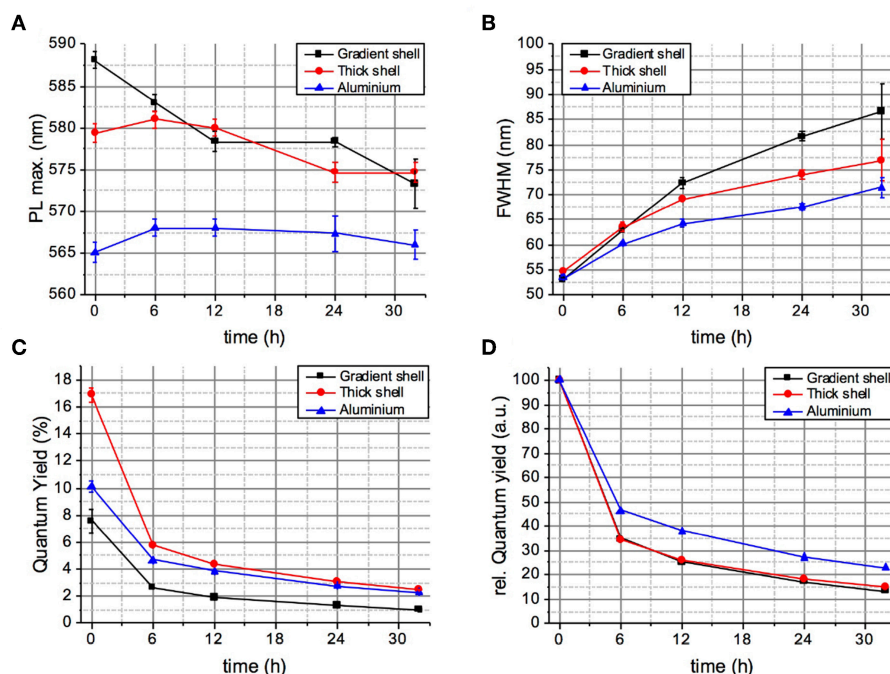 A
PL max. (nm)
590
585
580
575
570
565
560
Gradient shell
Thick shell
Aluminium
0 6 12 18 24 30
time (h)
B
FWHM (nm)
100
95
90
85
80
75
70
65
60
55
50
Gradient shell
Thick shell
Aluminium
0 6 12 18 24 30
time (h)
C
Quantum Yield (%)
18
16
14
12
10
8
6
4
2
0
Gradient shell
Thick shell
Aluminium
0 6 12 18 24 30
time (h)
D
rel. Quantum yield (a.u.)
100
90
80
70
60
50
40
30
20
10
0
Gradient shell
Thick shell
Aluminium
0 6 12 18 24 30
time (h)